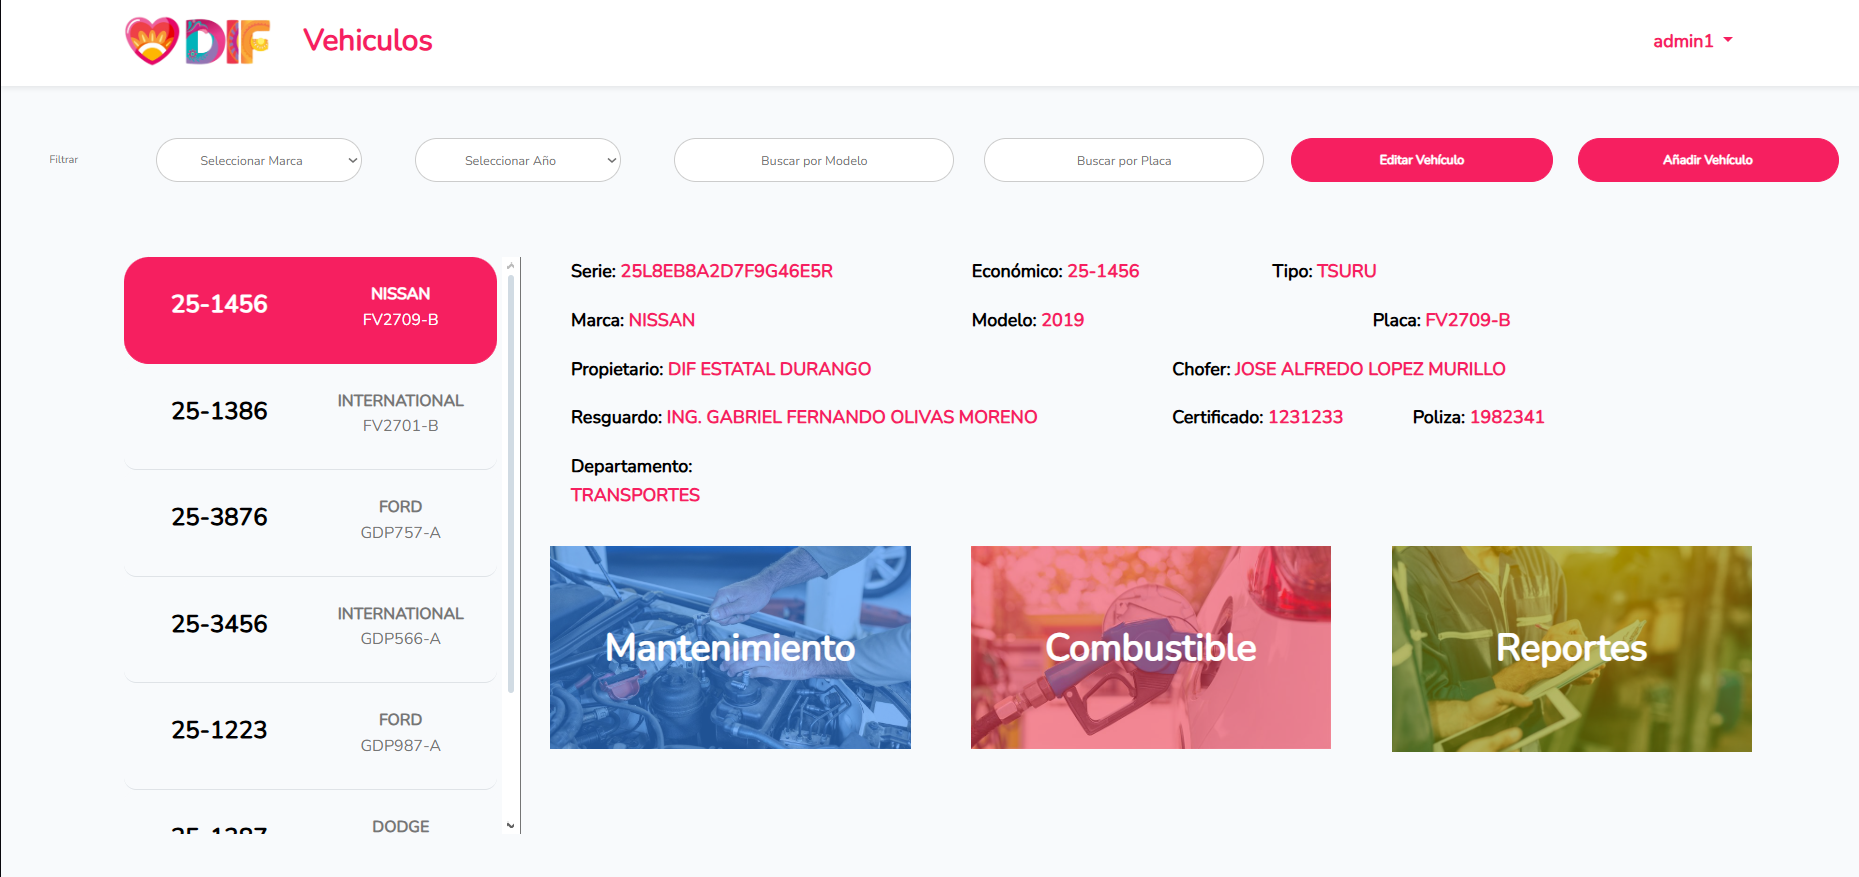 DIF Vehiculos
admin1
Filtrar
Seleccionar Marca
Seleccionar Año
Buscar por Modelo
Buscar por Placa
Editar Vehículo
Añadir Vehículo
25-1456
NISSAN
FV2709-B
25-1386
INTERNATIONAL
FV2701-B
25-3876
FORD
GDP757-A
25-3456
INTERNATIONAL
GDP566-A
25-1223
FORD
GDP987-A
25-1387
DODGE
Serie: 25L8EB8A2D7F9G46E5R
Económico: 25-1456
Tipo: TSURU
Marca: NISSAN
Modelo: 2019
Placa: FV2709-B
Propietario: DIF ESTATAL DURANGO
Chofer: JOSE ALFREDO LOPEZ MURILLO
Resguardo: ING. GABRIEL FERNANDO OLIVAS MORENO
Certificado: 1231233
Poliza: 1982341
Departamento:
TRANSPORTES
Mantenimiento
Combustible
Reportes